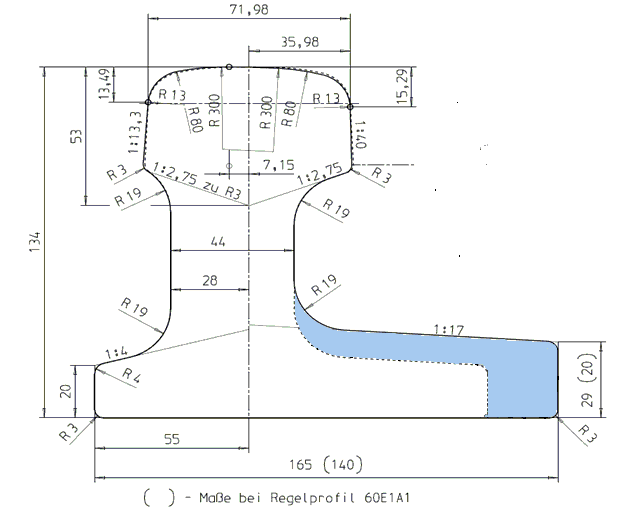 71,98
35,98
13,49
R 13
R 80
R 300
R 300
R 80
R 13
15,29
53
1:13,3
1:40
R 3
1:2,75 zu R3
7,15
1:2,75
R 3
R 19
R 19
134
44
28
R 19
R 19
1:4
1:17
R 4
20
29 (20)
R 3
55
R 3
165 (140)
( ) - Maße bei Regelprofil 60E1A1